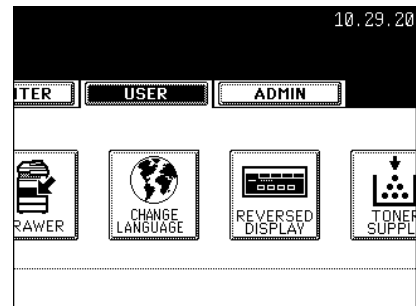 10.29.20
ITER USER ADMIN
RAWER CHANGE LANGUAGE REVERSED DISPLAY TONER SUPPL